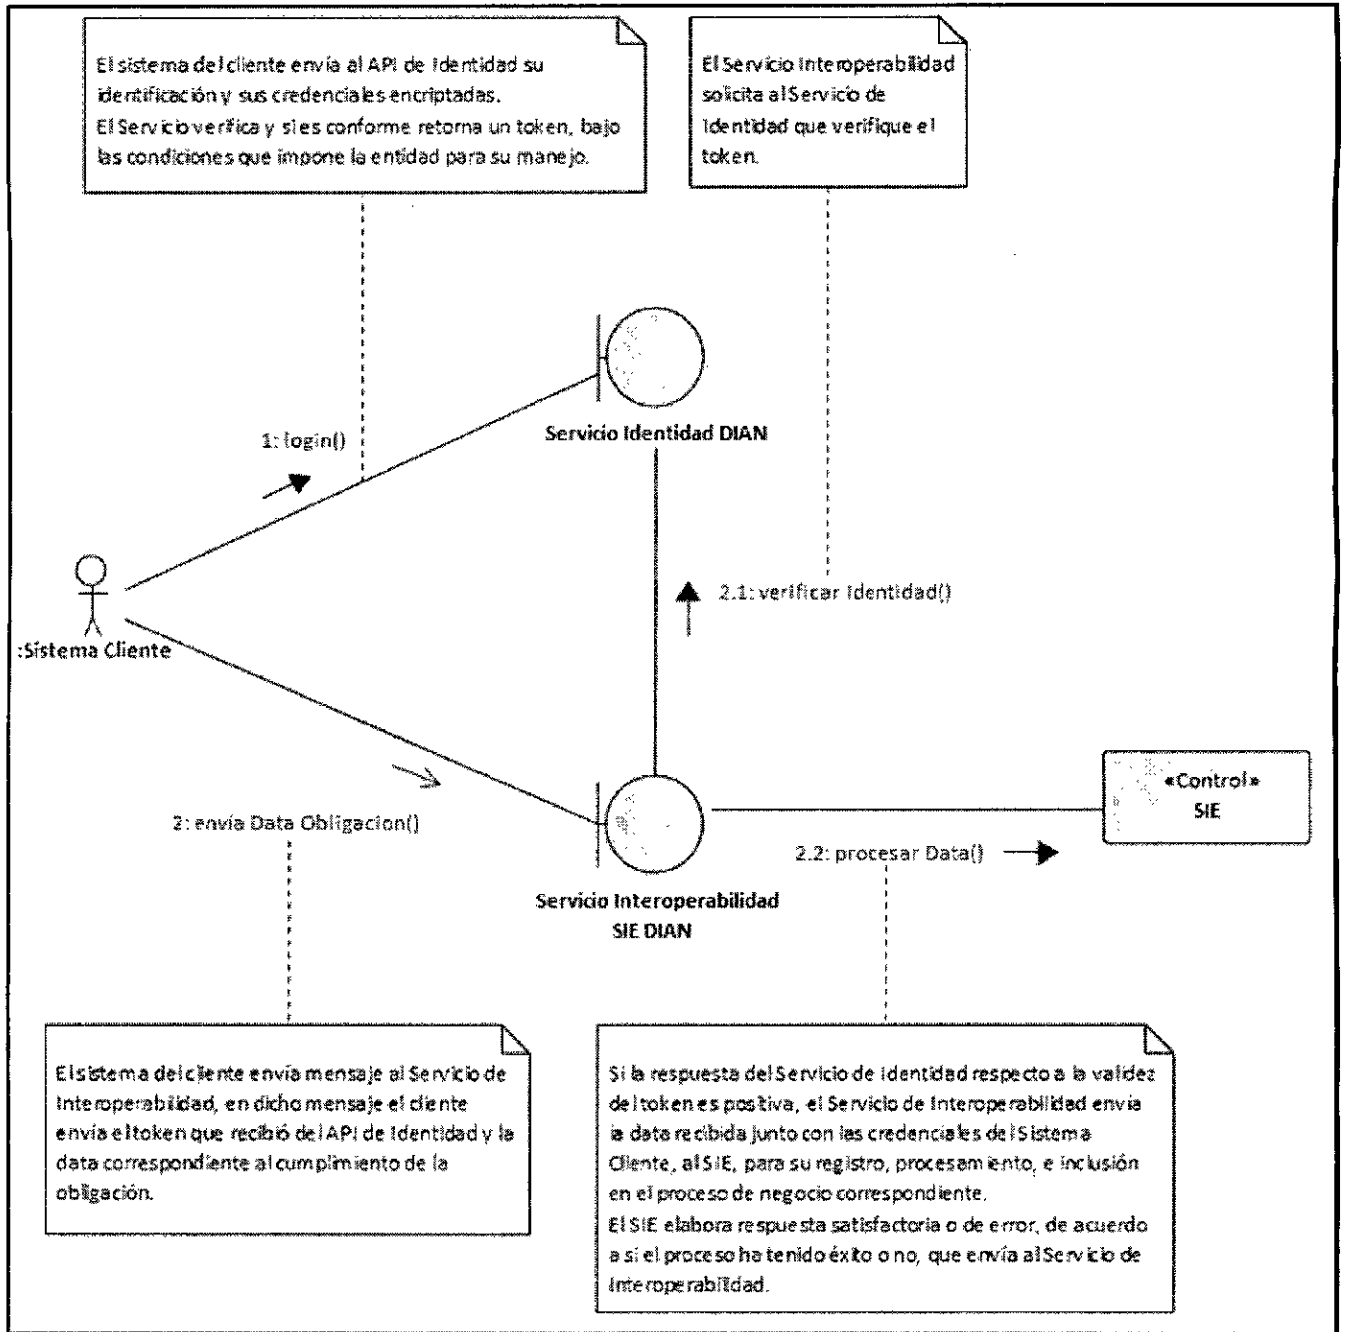 El sistema del cliente envía al API de Identidad su
identificación y sus credenciales encriptadas.
El Servicio verifica y si es conforme retorna un token, bajo
las condiciones que impone la entidad para su manejo.
El Servicio Interoperabilidad
solicita al Servicio de
Identidad que verifique el
token.
1: login()
Servicio Identidad DIAN
2.1: verificar Identidad()
:Sistema Cliente
2: envía Data Obligacion()
«Control»
SIE
2.2: procesar Data()
Servicio Interoperabilidad
SIE DIAN
El sistema del cliente envía mensaje al Servicio de
Interoperabilidad, en dicho mensaje el cliente
envía el token que recibió del API de Identidad y la
data correspondiente al cumplimiento de la
obligación.
Si la respuesta del Servicio de Identidad respecto a la validez
del token es positiva, el Servicio de Interoperabilidad envía
la data recibida junto con las credenciales del Sistema
Cliente, al SIE, para su registro, procesamiento, e inclusión
en el proceso de negocio correspondiente.
El SIE elabora respuesta satisfactoria o de error, de acuerdo
a si el proceso ha tenido éxito o no, que envía al Servicio de
Interoperabilidad.